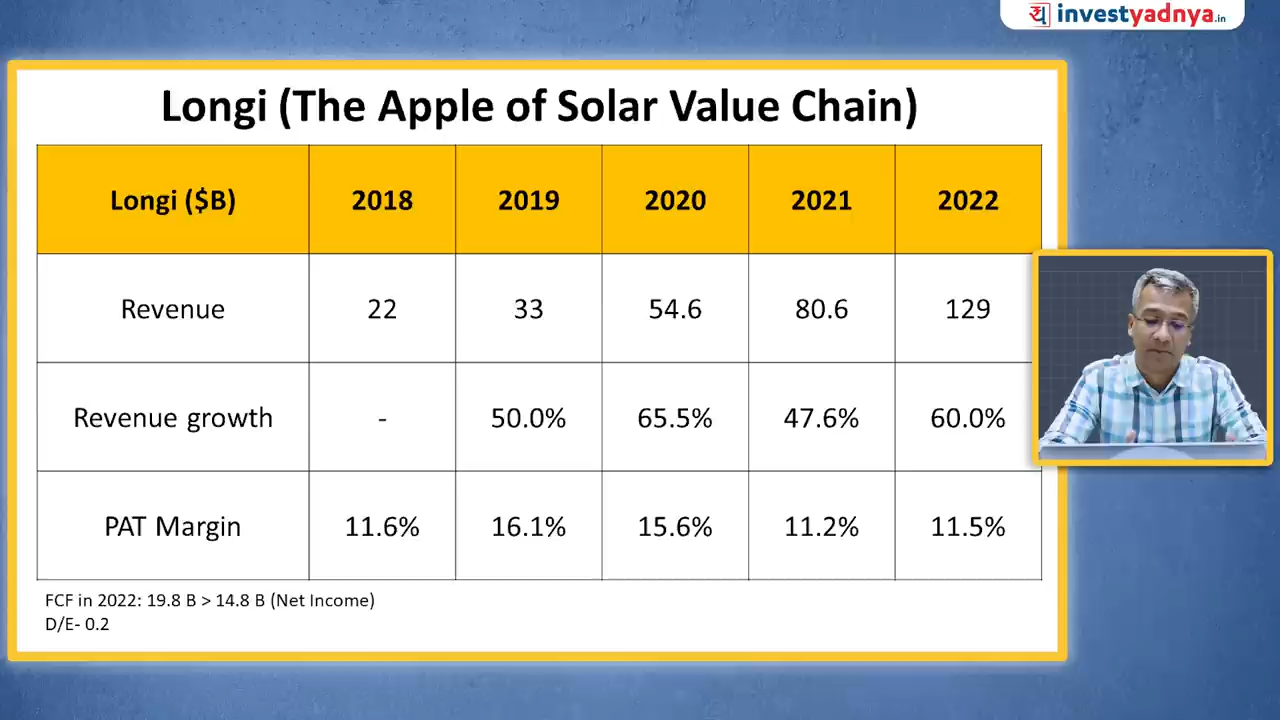 य investyadnya.in
Longi (The Apple of Solar Value Chain)
Longi ($B) 2018 2019 2020 2021 2022
Revenue 22 33 54.6 80.6 129
Revenue growth - 50.0% 65.5% 47.6% 60.0%
PAT Margin 11.6% 16.1% 15.6% 11.2% 11.5%
FCF in 2022: 19.8 B > 14.8 B (Net Income)
D/E- 0.2